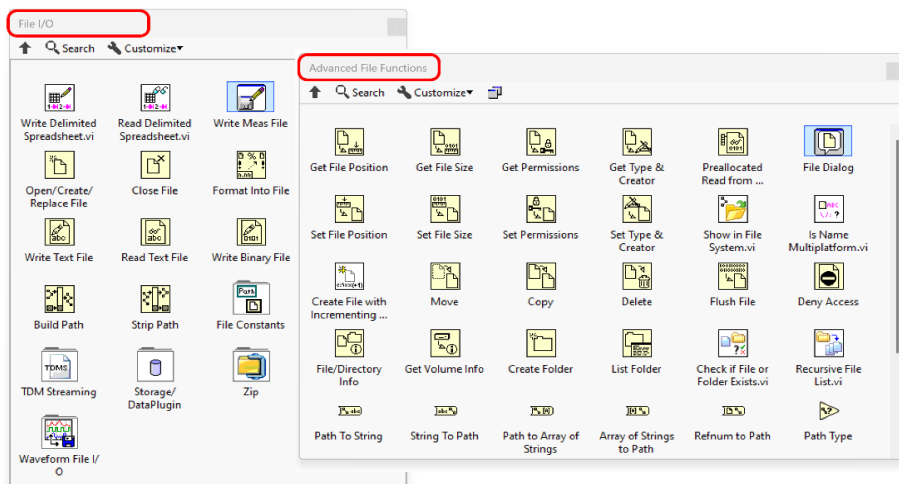 File I/O
Search Customize
Write Delimited Spreadsheet.vi
Read Delimited Spreadsheet.vi
Write Meas File
Open/Create/ Replace File
Close File
Format Into File
Write Text File
Read Text File
Write Binary File
Build Path
Strip Path
File Constants
TDM Streaming
Storage/ DataPlugin
Zip
Waveform File I/ O
Advanced File Functions
Search Customize
Get File Position
Get File Size
Get Permissions
Get Type & Creator
Preallocated Read from ...
File Dialog
Set File Position
Set File Size
Set Permissions
Set Type & Creator
Show in File System.vi
Is Name Multiplatform.vi
Create File with Incrementing ...
Move
Copy
Delete
Flush File
Deny Access
File/Directory Info
Get Volume Info
Create Folder
List Folder
Check if File or Folder Exists.vi
Recursive File List.vi
Path To String
String To Path
Path to Array of Strings
Array of Strings to Path
Refnum to Path
Path Type